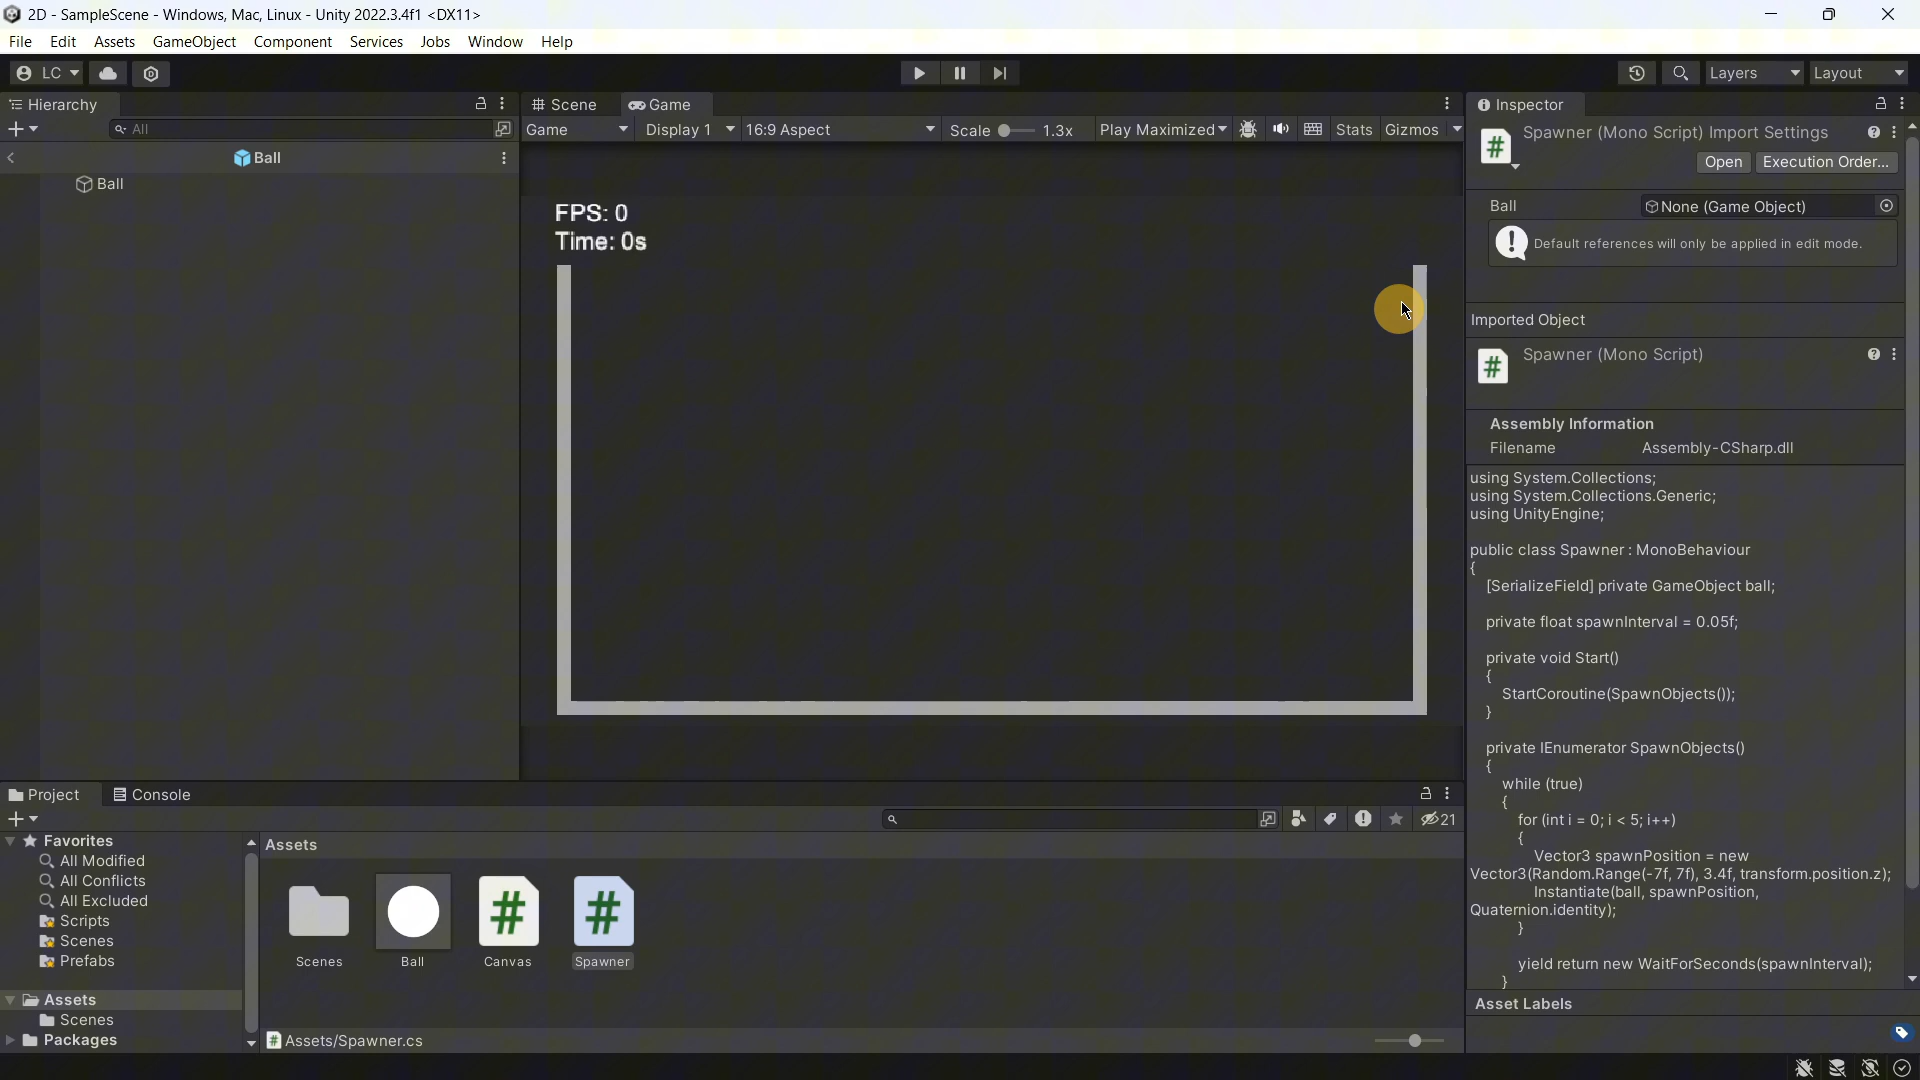 2D - SampleScene - Windows, Mac, Linux - Unity 2022.3.4f1 <DX11>
File Edit Assets GameObject Component Services Jobs Window Help
LC Layers Layout
Hierarchy
All
Ball
Ball
Scene Game
Game Display 1 16:9 Aspect Scale 1.3x Play Maximized Stats Gizmos
FPS: 0
Time: 0s
Inspector
Spawner (Mono Script) Import Settings
Open Execution Order...
Ball None (Game Object)
Default references will only be applied in edit mode.
Imported Object
Spawner (Mono Script)
Assembly Information
Filename Assembly-CSharp.dll
using System.Collections;
using System.Collections.Generic;
using UnityEngine;
public class Spawner : MonoBehaviour
{
[SerializeField] private GameObject ball;
private float spawnInterval = 0.05f;
private void Start()
{
StartCoroutine(SpawnObjects());
}
private IEnumerator SpawnObjects()
{
while (true)
{
for (int i = 0; i < 5; i++)
{
Vector3 spawnPosition = new
Vector3(Random.Range(-7f, 7f), 3.4f, transform.position.z);
Instantiate(ball, spawnPosition,
Quaternion.identity);
}
yield return new WaitForSeconds(spawnInterval);
}
Asset Labels
Project Console
21
Favorites
All Modified
All Conflicts
All Excluded
Scripts
Scenes
Prefabs
Assets
Scenes
Packages
Assets
Scenes Ball Canvas Spawner
Assets/Spawner.cs